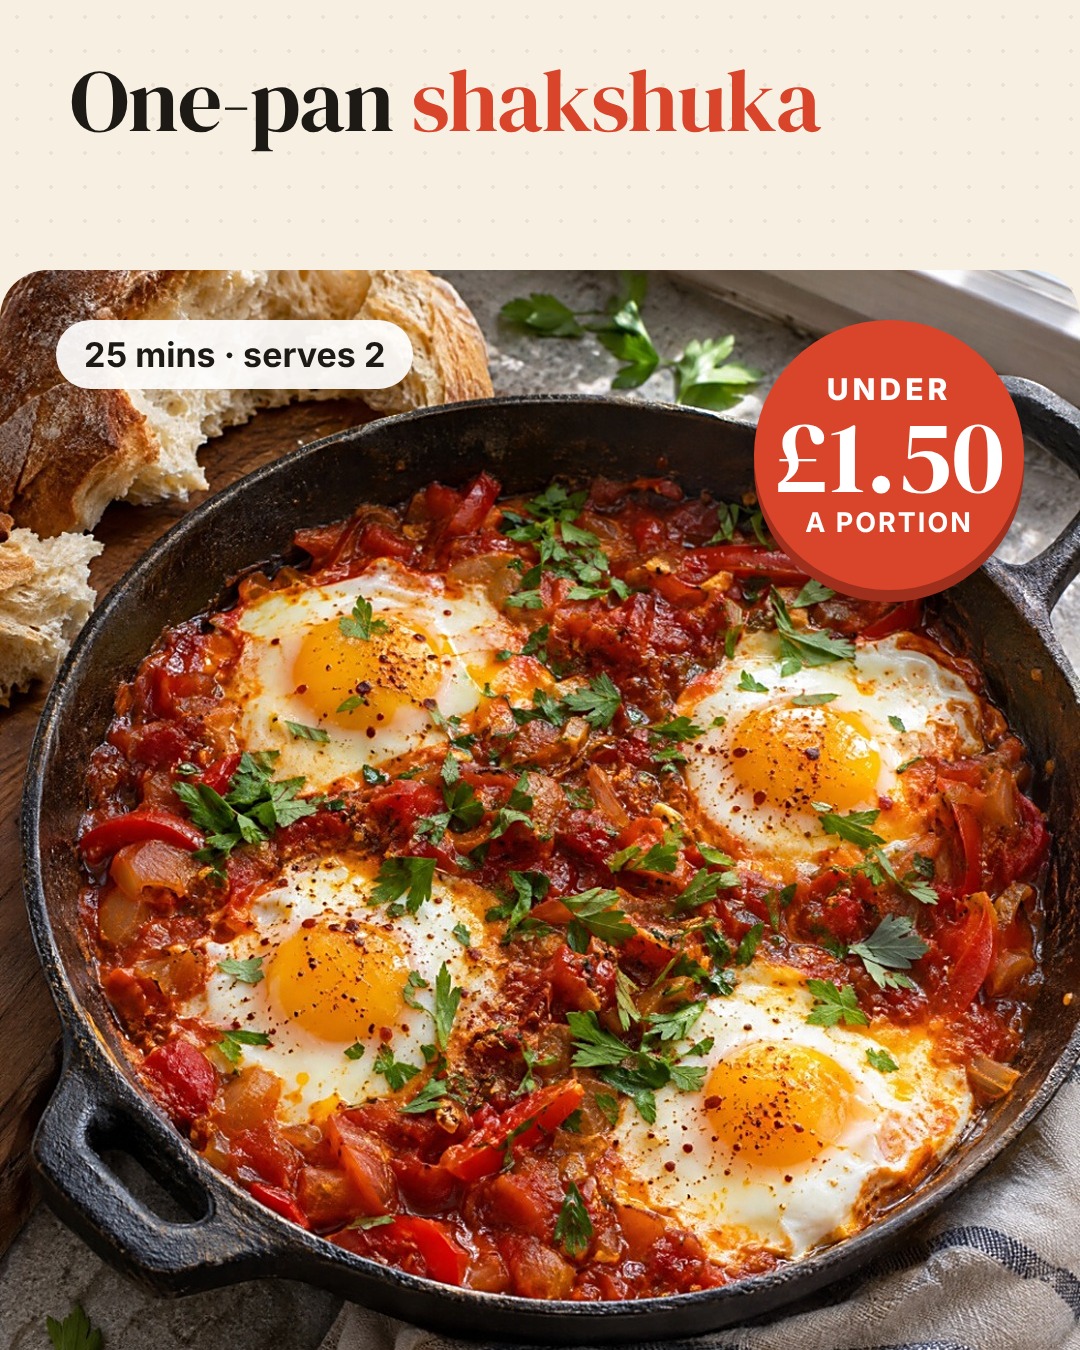 One-pan shakshuka
25 mins · serves 2
UNDER
£1.50
A PORTION